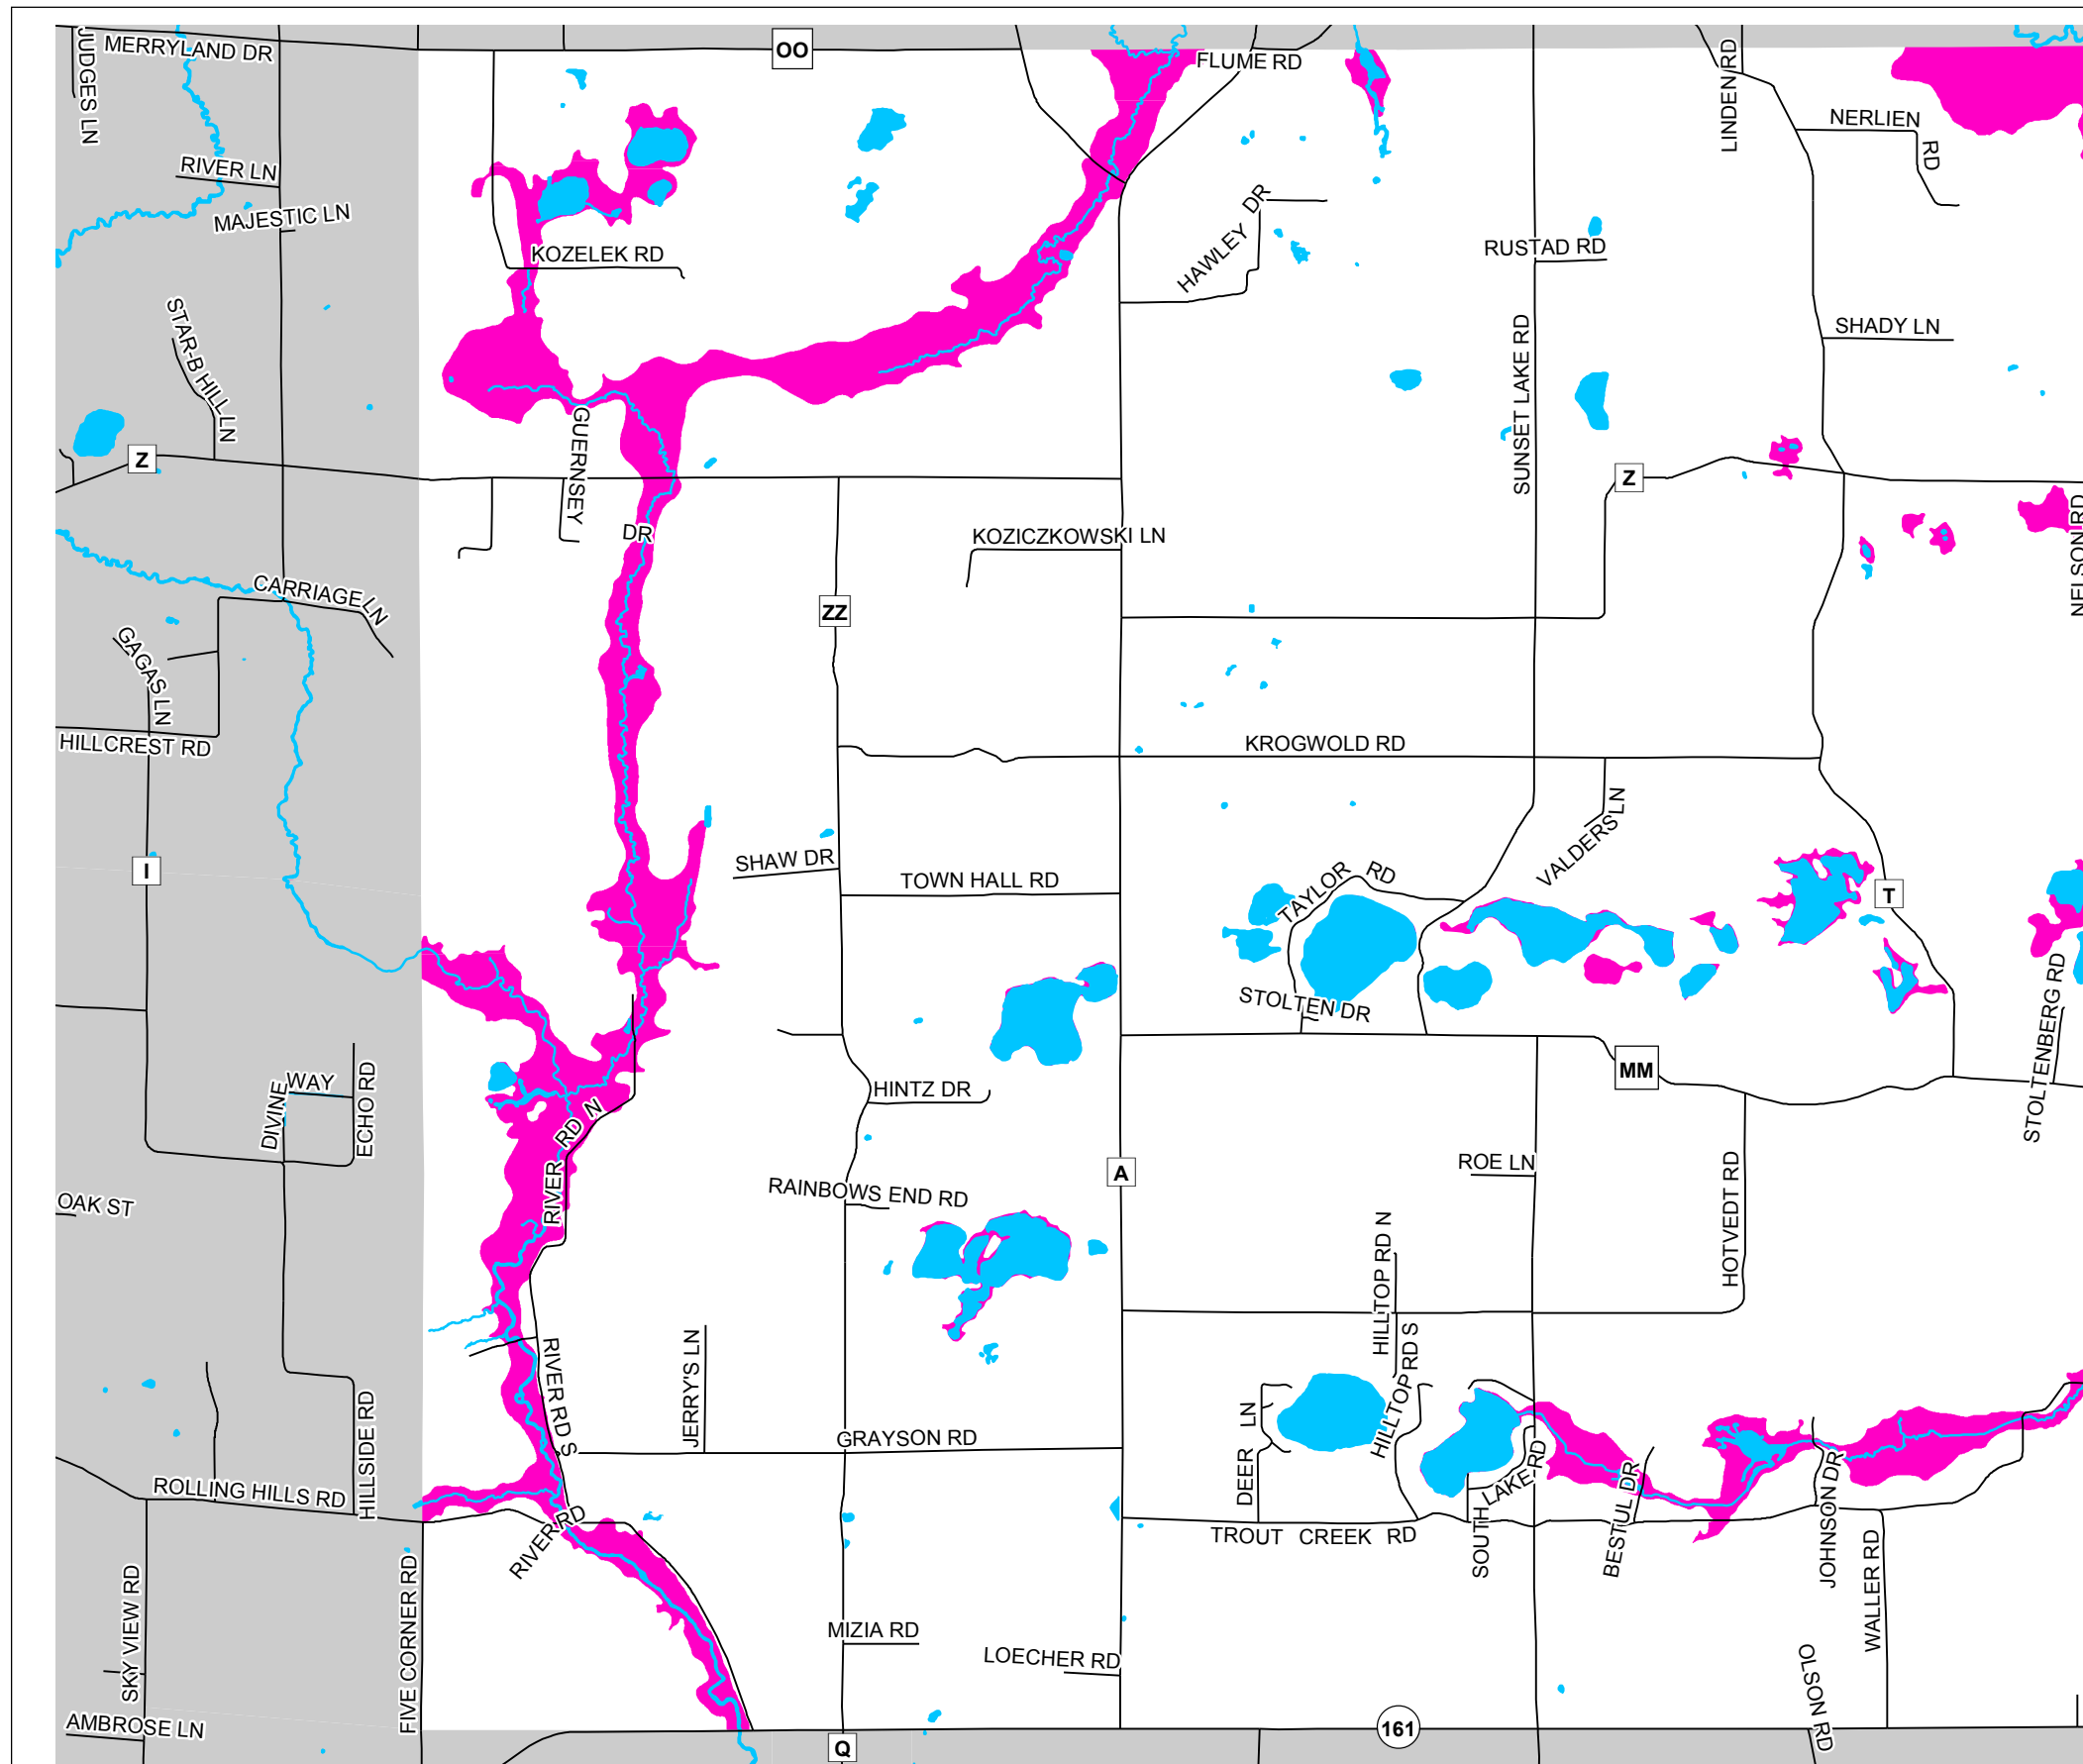 JUDGES LN
MERRYLAND DR
OO
FLUME RD
LINDEN RD
NERLIEN
RD
RIVER LN
MAJESTIC LN
HAWLEY DR
KOZELEK RD
RUSTAD RD
STAR-B HILL LN
SUNSET LAKE RD
SHADY LN
Z
GUERNSEY
DR
Z
KOZICZKOWSKI LN
NELSON RD
CARRIAGE LN
ZZ
GAGAS LN
HILLCREST RD
KROGWOLD RD
VALDERS LN
I
SHAW DR
TOWN HALL RD
TAYLOR RD
T
STOLTEN DR
STOLTENBERG RD
DIVINE
WAY
ECHO RD
HINTZ DR
MM
RIVER RD N
OAK ST
RAINBOWS END RD
A
ROE LN
HOTVEDT RD
HILLTOP RD N
RIVER RD S
JERRY'S LN
HILLTOP RD S
HILLSIDE RD
GRAYSON RD
DEER LN
SOUTH
LAKE RD
BESTUL DR
JOHNSON DR
ROLLING HILLS RD
RIVER RD
TROUT CREEK RD
WALLER RD
SKY VIEW RD
FIVE CORNER RD
MIZIA RD
LOECHER RD
OLSON RD
AMBROSE LN
Q
161